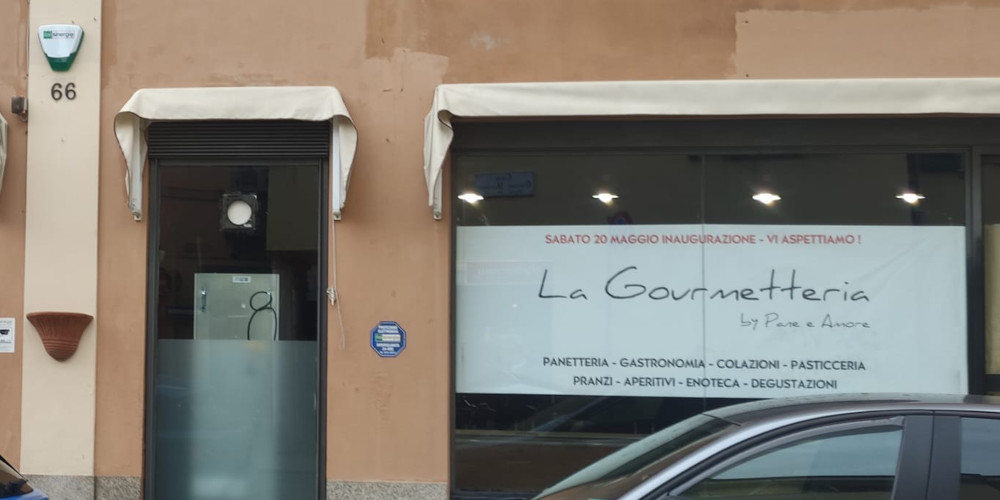 66
SABATO 20 MAGGIO INAUGURAZIONE - VI ASPETTIAMO !
La Gourmetteria
by Pane e Amore
PANETTERIA - GASTRONOMIA - COLAZIONI - PASTICCERIA
PRANZI - APERITIVI - ENOTECA - DEGUSTAZIONI